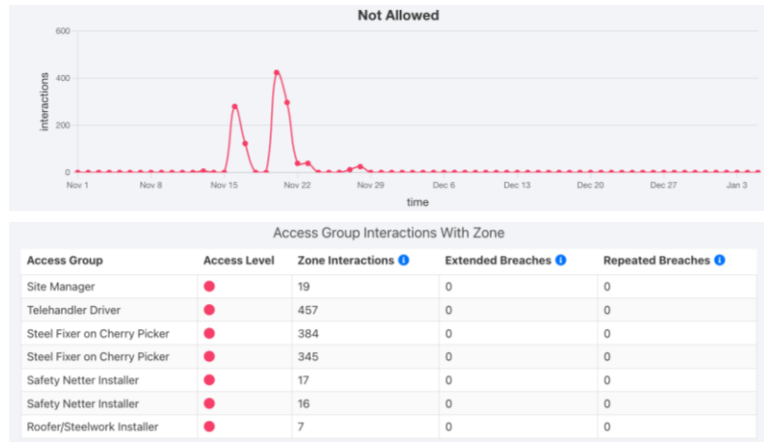 Not Allowed
600
400
200
0
interactions
Nov 1 Nov 8 Nov 15 Nov 22 Nov 29 Dec 6 Dec 13 Dec 20 Dec 27 Jan 3
time
Access Group Interactions With Zone
Access Group Access Level Zone Interactions i Extended Breaches i Repeated Breaches i
Site Manager 19 0 0
Telehandler Driver 457 0 0
Steel Fixer on Cherry Picker 384 0 0
Steel Fixer on Cherry Picker 345 0 0
Safety Netter Installer 17 0 0
Safety Netter Installer 16 0 0
Roofer/Steelwork Installer 7 0 0